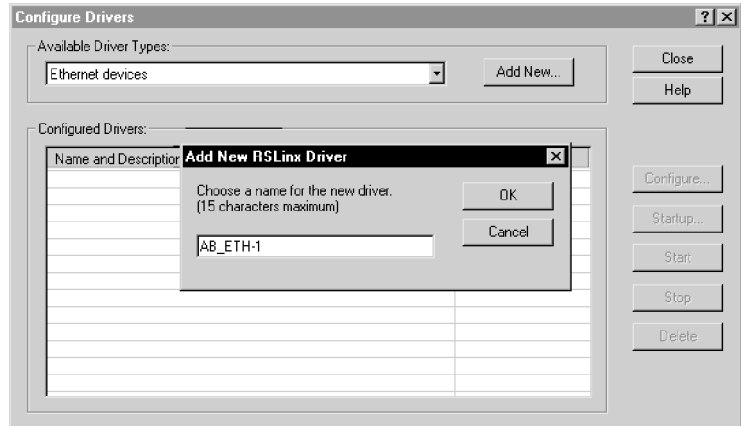 Configure Drivers
Available Driver Types:
Ethernet devices
Add New...
Close
Help
Configured Drivers:
Name and Description
Add New RSLinx Driver
Choose a name for the new driver.
(15 characters maximum)
AB_ETH-1
OK
Cancel
Configure...
Startup...
Start
Stop
Delete